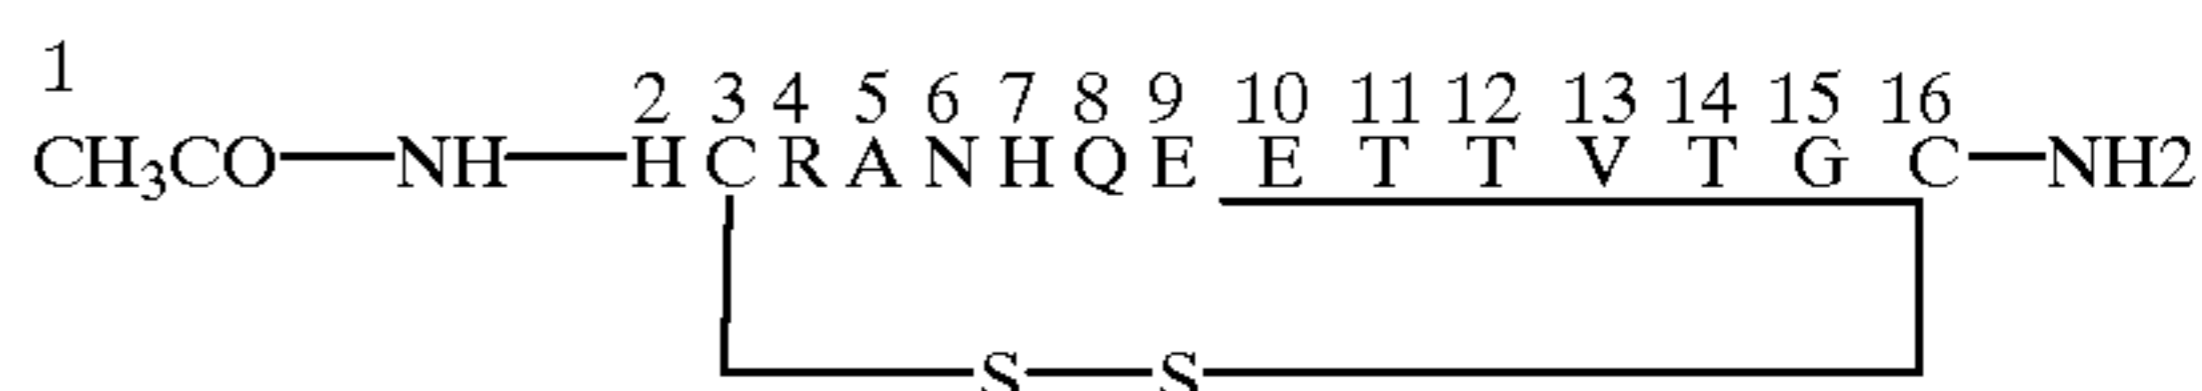 1
2 3 4 5 6 7 8 9 10 11 12 13 14 15 16
CH₃CO—NH—H C R A N H Q E E T T V T G C—NH2
S—S